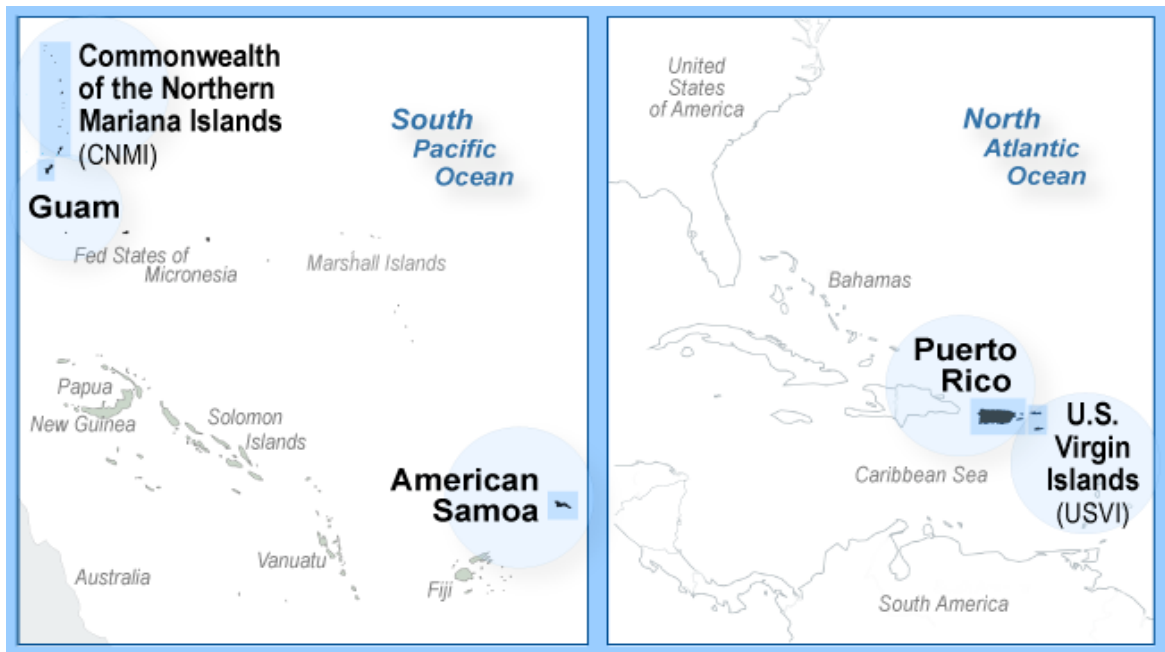 Commonwealth
of the Northern
Mariana Islands
(CNMI)
Guam
South
Pacific
Ocean
Fed States of
Micronesia
Marshall Islands
Papua
New Guinea
Solomon
Islands
American
Samoa
Vanuatu
Fiji
Australia
United
States
of America
North
Atlantic
Ocean
Bahamas
Puerto
Rico
U.S.
Virgin
Islands
(USVI)
Caribbean Sea
South America